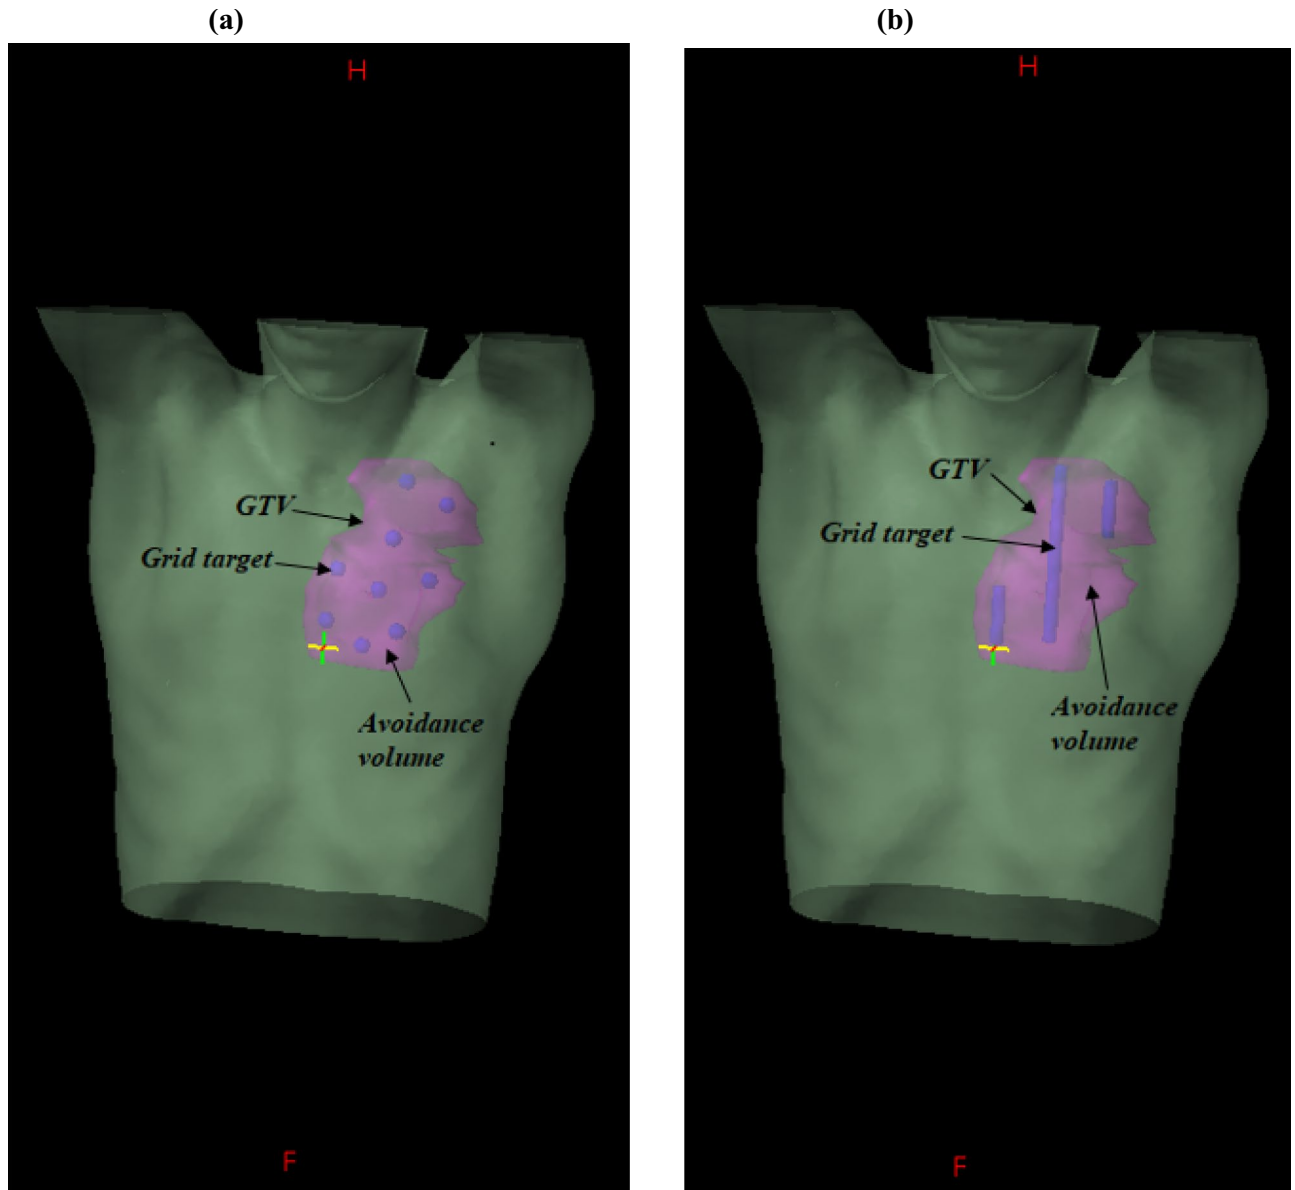 (a)
H
GTV
Grid target
Avoidance
volume
F
(b)
H
GTV
Grid target
Avoidance
volume
F